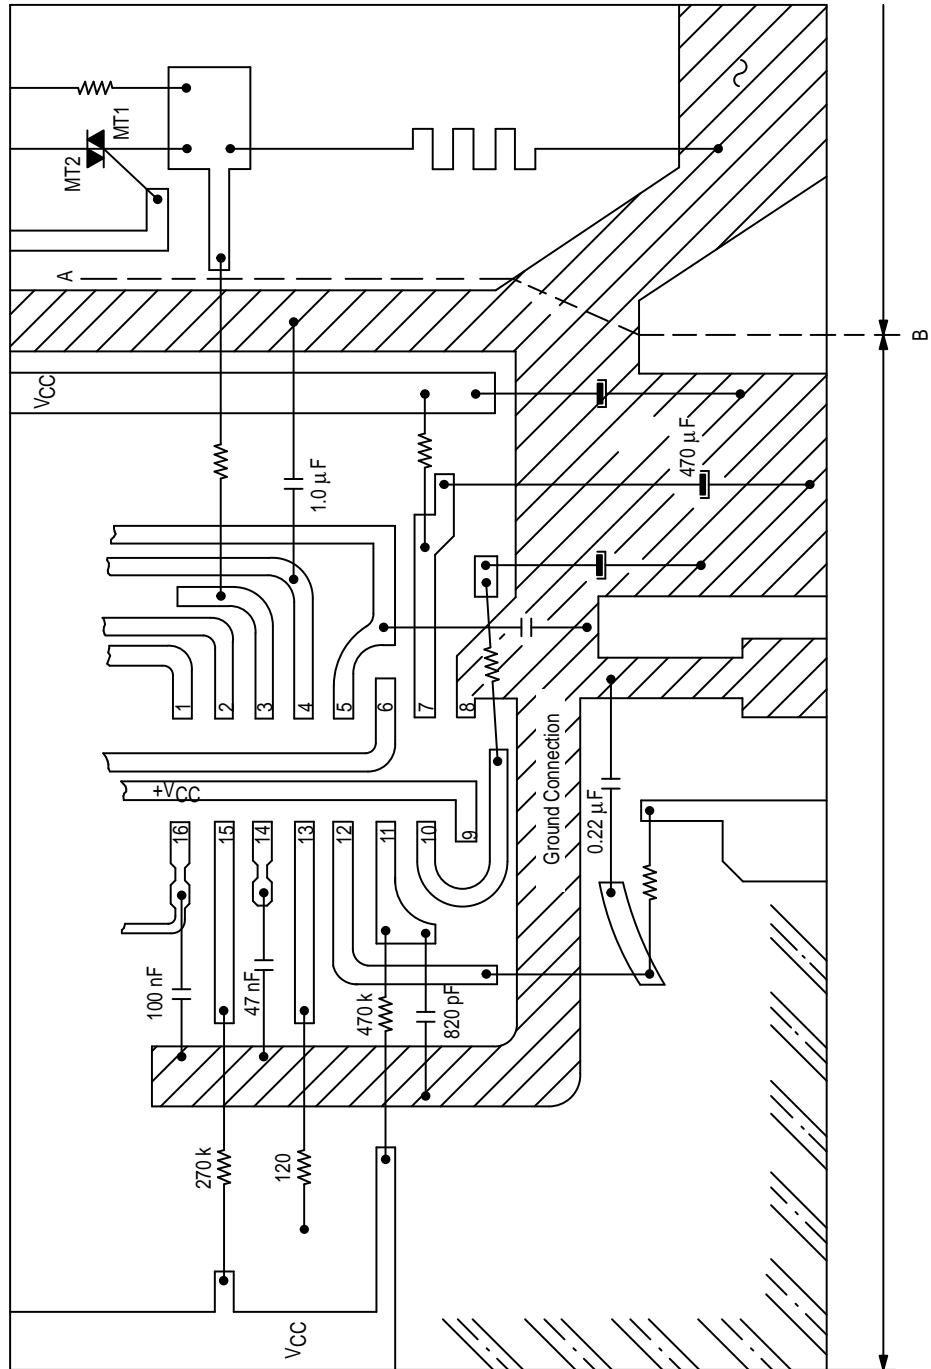 MT1
MT2
A
B
VCC
1.0 µF
470 µF
1
2
3
4
5
6
7
8
Ground Connection
+VCC
0.22 µF
16
15
14
13
12
11
10
9
100 nF
47 nF
470 k
820 pF
270 k
120
VCC